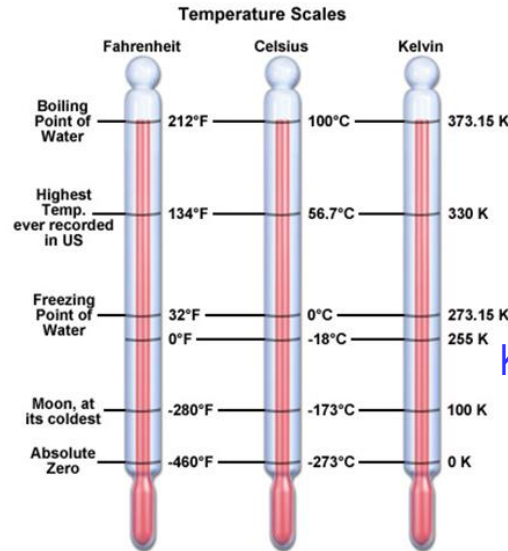 Temperature Scales
Fahrenheit Celsius Kelvin
Boiling
Point of
Water
212°F 100°C 373.15 K
Highest
Temp.
ever recorded
in US
134°F 56.7°C 330 K
Freezing
Point of
Water
32°F 0°C 273.15 K
0°F -18°C 255 K
Moon, at
its coldest
-280°F -173°C 100 K
Absolute
Zero
-460°F -273°C 0 K